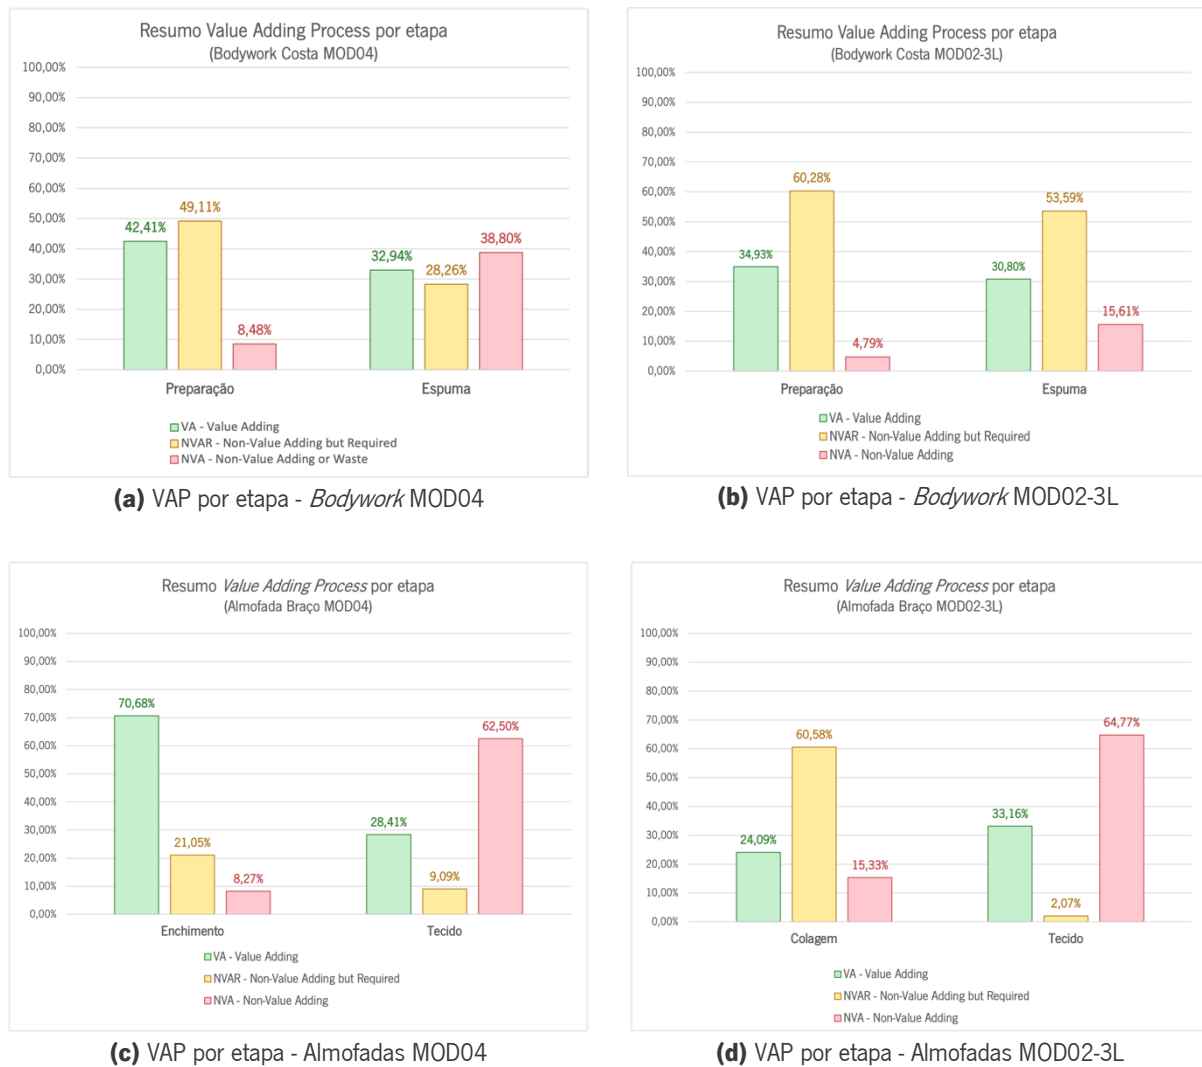 Resumo Value Adding Process por etapa
(Bodywork Costa MOD04)
100,00%
90,00%
80,00%
70,00%
60,00%
50,00%
40,00%
30,00%
20,00%
10,00%
0,00%
42,41%
49,11%
8,48%
32,94%
28,26%
38,80%
Preparação
Espuma
VA - Value Adding
NVAR - Non-Value Adding but Required
NVA - Non-Value Adding or Waste
(a) VAP por etapa - Bodywork MOD04
Resumo Value Adding Process por etapa
(Bodywork Costa MOD02-3L)
100,00%
90,00%
80,00%
70,00%
60,00%
50,00%
40,00%
30,00%
20,00%
10,00%
0,00%
34,93%
60,28%
4,79%
30,80%
53,59%
15,61%
Preparação
Espuma
VA - Value Adding
NVAR - Non-Value Adding but Required
NVA - Non-Value Adding
(b) VAP por etapa - Bodywork MOD02-3L
Resumo Value Adding Process por etapa
(Almofada Braço MOD04)
100,00%
90,00%
80,00%
70,00%
60,00%
50,00%
40,00%
30,00%
20,00%
10,00%
0,00%
70,68%
21,05%
8,27%
28,41%
9,09%
62,50%
Enchimento
Tecido
VA - Value Adding
NVAR - Non-Value Adding but Required
NVA - Non-Value Adding
(c) VAP por etapa - Almofadas MOD04
Resumo Value Adding Process por etapa
(Almofada Braço MOD02-3L)
100,00%
90,00%
80,00%
70,00%
60,00%
50,00%
40,00%
30,00%
20,00%
10,00%
0,00%
24,09%
60,58%
15,33%
33,16%
2,07%
64,77%
Colagem
Tecido
VA - Value Adding
NVAR - Non-Value Adding but Required
NVA - Non-Value Adding
(d) VAP por etapa - Almofadas MOD02-3L